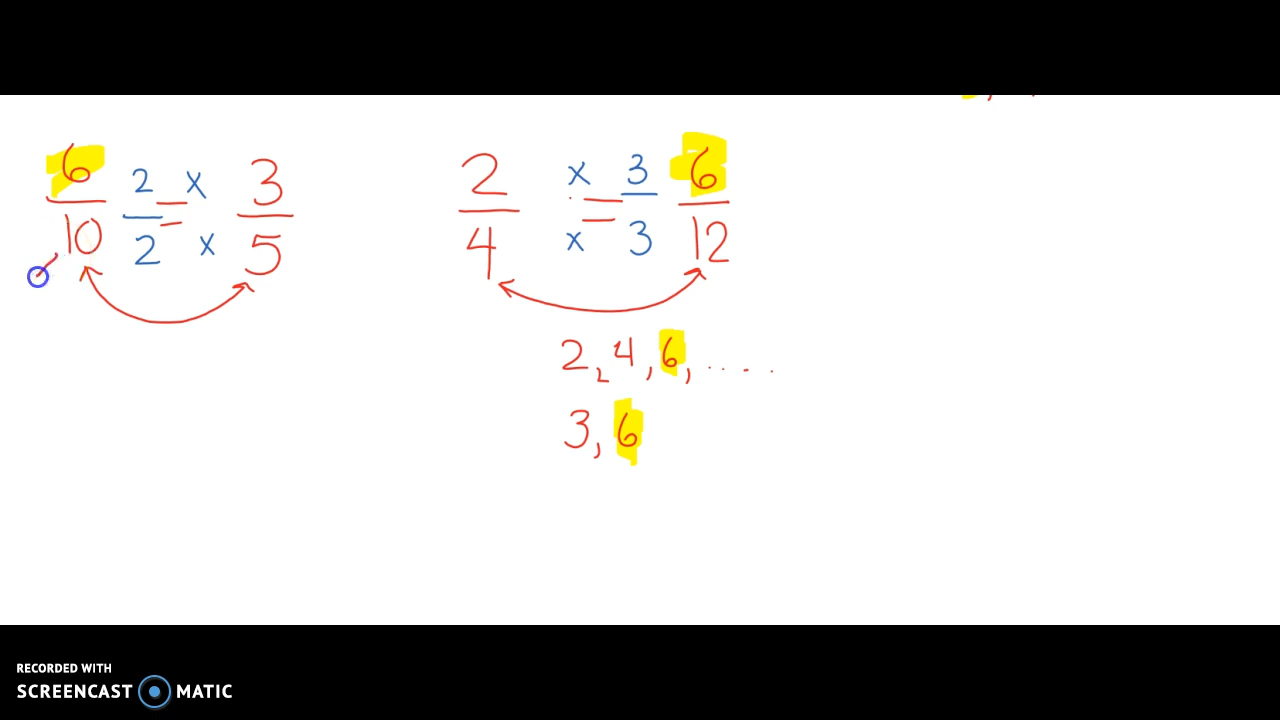 6/10 = 2/2 x x 3/5
2/4 x x = 3/3 6/12
2, 4, 6, .....
3, 6
RECORDED WITH
SCREENCAST MATIC